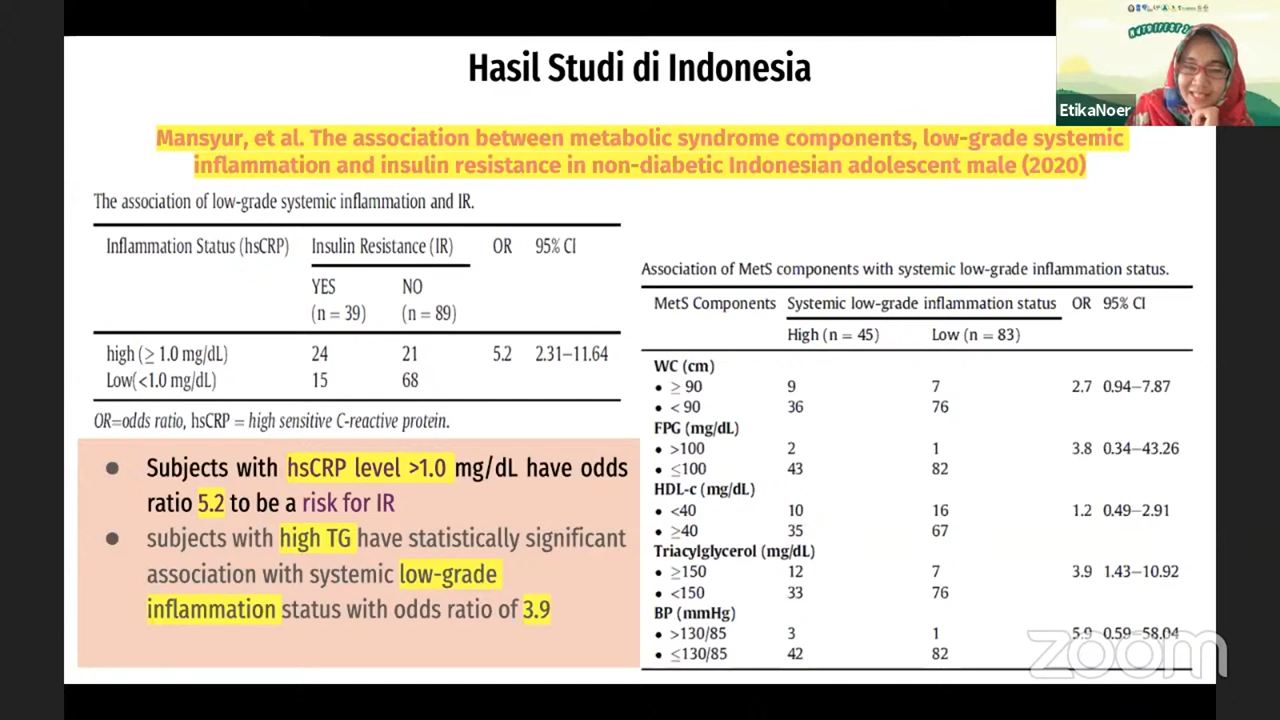 Hasil Studi di Indonesia
EtikaNoer
Mansyur, et al. The association between metabolic syndrome components, low-grade systemic
inflammation and insulin resistance in non-diabetic Indonesian adolescent male (2020)
The association of low-grade systemic inflammation and IR.
Inflammation Status (hsCRP) Insulin Resistance (IR) OR 95% CI
YES NO
(n = 39) (n = 89)
high (≥ 1.0 mg/dL) 24 21 5.2 2.31–11.64
Low(<1.0 mg/dL) 15 68
OR=odds ratio, hsCRP = high sensitive C-reactive protein.
● Subjects with hsCRP level >1.0 mg/dL have odds
ratio 5.2 to be a risk for IR
● subjects with high TG have statistically significant
association with systemic low-grade
inflammation status with odds ratio of 3.9
Association of MetS components with systemic low-grade inflammation status.
MetS Components Systemic low-grade inflammation status OR 95% CI
High (n = 45) Low (n = 83)
WC (cm)
• ≥ 90 9 7 2.7 0.94–7.87
• < 90 36 76
FPG (mg/dL)
• >100 2 1 3.8 0.34–43.26
• ≤100 43 82
HDL-c (mg/dL)
• <40 10 16 1.2 0.49–2.91
• ≥40 35 67
Triacylglycerol (mg/dL)
• ≥150 12 7 3.9 1.43–10.92
• <150 33 76
BP (mmHg)
• >130/85 3 1 5.9 0.59–58.04
• ≤130/85 42 82
zoom